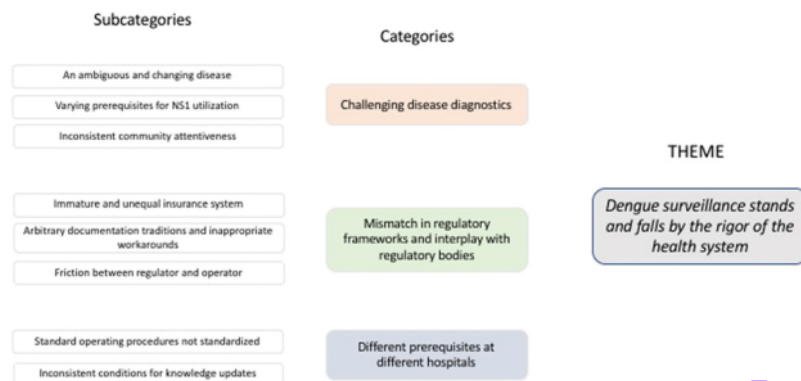 Subcategories
Categories
An ambiguous and changing disease
Varying prerequisites for NS1 utilization
Challenging disease diagnostics
Inconsistent community attentiveness
THEME
Immature and unequal insurance system
Arbitrary documentation traditions and inappropriate
workarounds
Friction between regulator and operator
Mismatch in regulatory
frameworks and interplay with
regulatory bodies
Dengue surveillance stands
and falls by the rigor of the
health system
Standard operating procedures not standardized
Inconsistent conditions for knowledge updates
Different prerequisites at
different hospitals